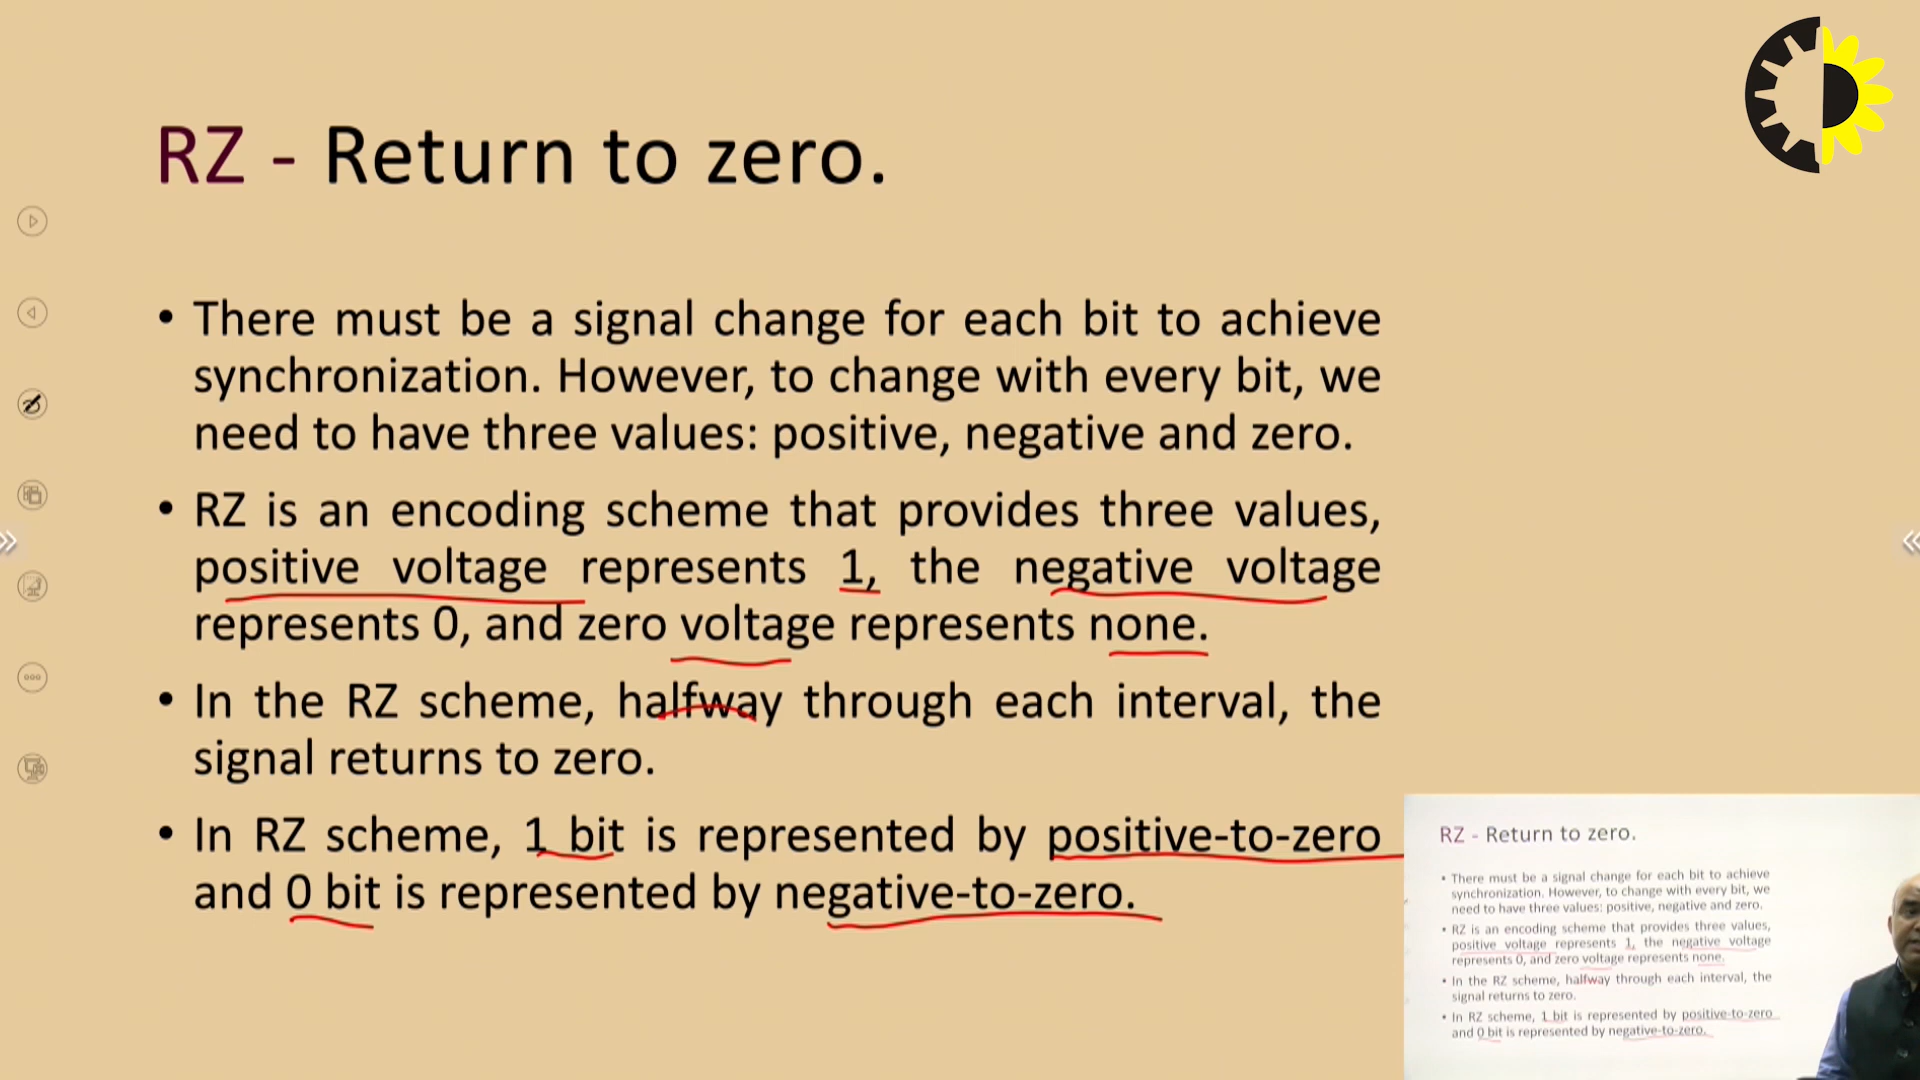 RZ - Return to zero.
• There must be a signal change for each bit to achieve
synchronization. However, to change with every bit, we
need to have three values: positive, negative and zero.
• RZ is an encoding scheme that provides three values,
positive voltage represents 1, the negative voltage
represents 0, and zero voltage represents none.
• In the RZ scheme, halfway through each interval, the
signal returns to zero.
• In RZ scheme, 1 bit is represented by positive-to-zero
and 0 bit is represented by negative-to-zero.
RZ - Return to zero.
• There must be a signal change for each bit to achieve
synchronization. However, to change with every bit, we
need to have three values: positive, negative and zero.
• RZ is an encoding scheme that provides three values,
positive voltage represents 1, the negative voltage
represents 0, and zero voltage represents none.
• In the RZ scheme, halfway through each interval, the
signal returns to zero.
• In RZ scheme, 1 bit is represented by positive-to-zero
and 0 bit is represented by negative-to-zero.